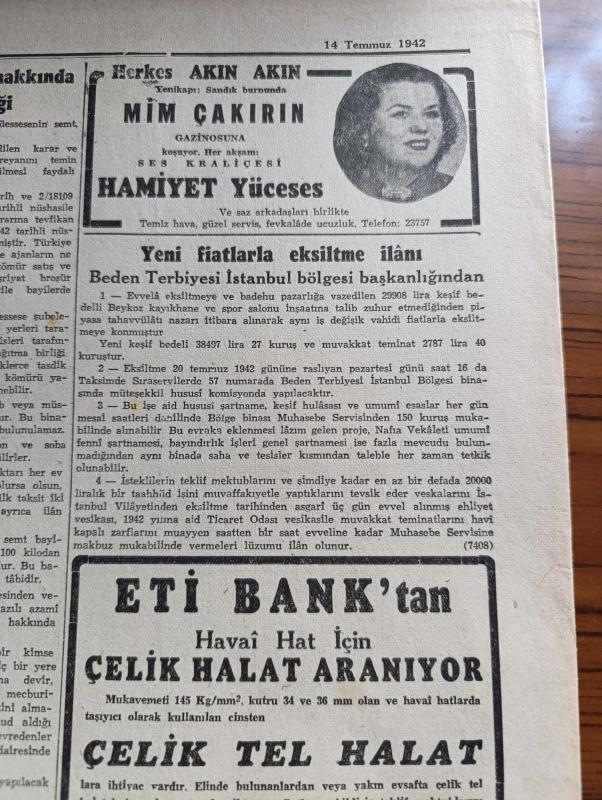 14 Temmuz 1942
hakkında
ği
üessesenin semt,
ilen karar ve
reyanını temin
ilmesi faydalı
rih ve 2/18109
rihli nüshasile
rarma tevfikan
42 tarihli nüs-
niştir. Türkiye
e ajanların ne
kömür satış ve
şriyat broşür
rile bayilerde
essese şubele-
yerleri tara-
isleri tarafın-
ğıtma birliği
klerce tasdik
kömürü ya-
nebilir.
b veya müs-
ur. Bu bina-
bulunulamaz.
on ve soba
ilirler.
ktarı her ev
olursa olsun,
lk taksit iki
ayrıca ilân
semt bayi-
100 kilodan
ur. Bu ba-
tâbidir.
esinden ve-
azılı azamî
hakkında
bir kimse
ç bir yere
na devir,
mecburi-
ini alma-
ud aldığı
evredenler
dairesinde
yapılacak
Herkes AKIN AKIN
Yenikapı: Sandık burnunda
MİM ÇAKIRIN
GAZİNOSUNA
koşuyor. Her akşam:
SES KRALİÇESİ
HAMİYET Yüceses
Ve saz arkadaşları birlikte
Temiz hava, güzel servis, fevkalâde ucuzluk, Telefon: 23757
Yeni fiatlarla eksiltme ilânı
Beden Terbiyesi İstanbul bölgesi başkanlığından
1 — Evvelâ eksiltmeye ve badehu pazarlığa vazedilen 29908 lira keşif be-
delli Beykoz kayıkhane ve spor salonu inşaatına talib zuhur etmediğinden pi-
yasa tahavvülâtı nazarı itibara alınarak aynı iş değişik vahidi fiatlarla eksilt-
meye konmuştur
Yeni keşif bedeli 38497 lira 27 kuruş ve muvakkat teminat 2787 lira 40
kuruştur.
2 — Eksiltme 20 temmuz 1942 gününe raslıyan pazartesi günü saat 16 da
Taksimde Sıraservilerde 57 numarada Beden Terbiyesi İstanbul Bölgesi bina-
sında müteşekkil hususî komisyonda yapılacaktır.
3 — Bu işe aid hususî şartname, keşif hulâsası ve umumî esaslar her gün
mesai saatleri dahilinde Bölge binası Muhasebe Servisinden 150 kuruş muka-
bilinde alınabilir. Bu evraka eklenmesi lâzım gelen proje, Nafıa Vekâleti umumî
fennî şartnamesi, bayındırlık işleri genel şartnamesi ise fazla mevcudu bulun-
madığından aynı binada saha ve tesisler kısmından taleble her zaman tetkik
olunabilir.
4 — İsteklilerin teklif mektublarını ve şimdiye kadar en az bir defada 20000
liralık bir taahhüd işini muvaffakıyetle yaptıklarını tevsik eder veskalarını İs-
tanbul Vilâyetinden eksiltme tarihinden asgarî üç gün evvel alınmış ehliyet
vesikası, 1942 yılına aid Ticaret Odası vesikasile muvakkat teminatlarını havi
kapalı zarflarını muayyen saatten bir saat evveline kadar Muhasebe Servisine
makbuz mukabilinde vermeleri lüzumu ilân olunur. (7408)
ETİ BANK'tan
Havaî Hat İçin
ÇELİK HALAT ARANIYOR
Mukavemeti 145 Kg/mm², kutru 34 ve 36 mm olan ve havaî hatlarda
taşıyıcı olarak kullanılan cinsten
ÇELİK TEL HALAT
lara ihtiyac vardır. Elinde bulunanlardan veya yakın evsafta çelik tel